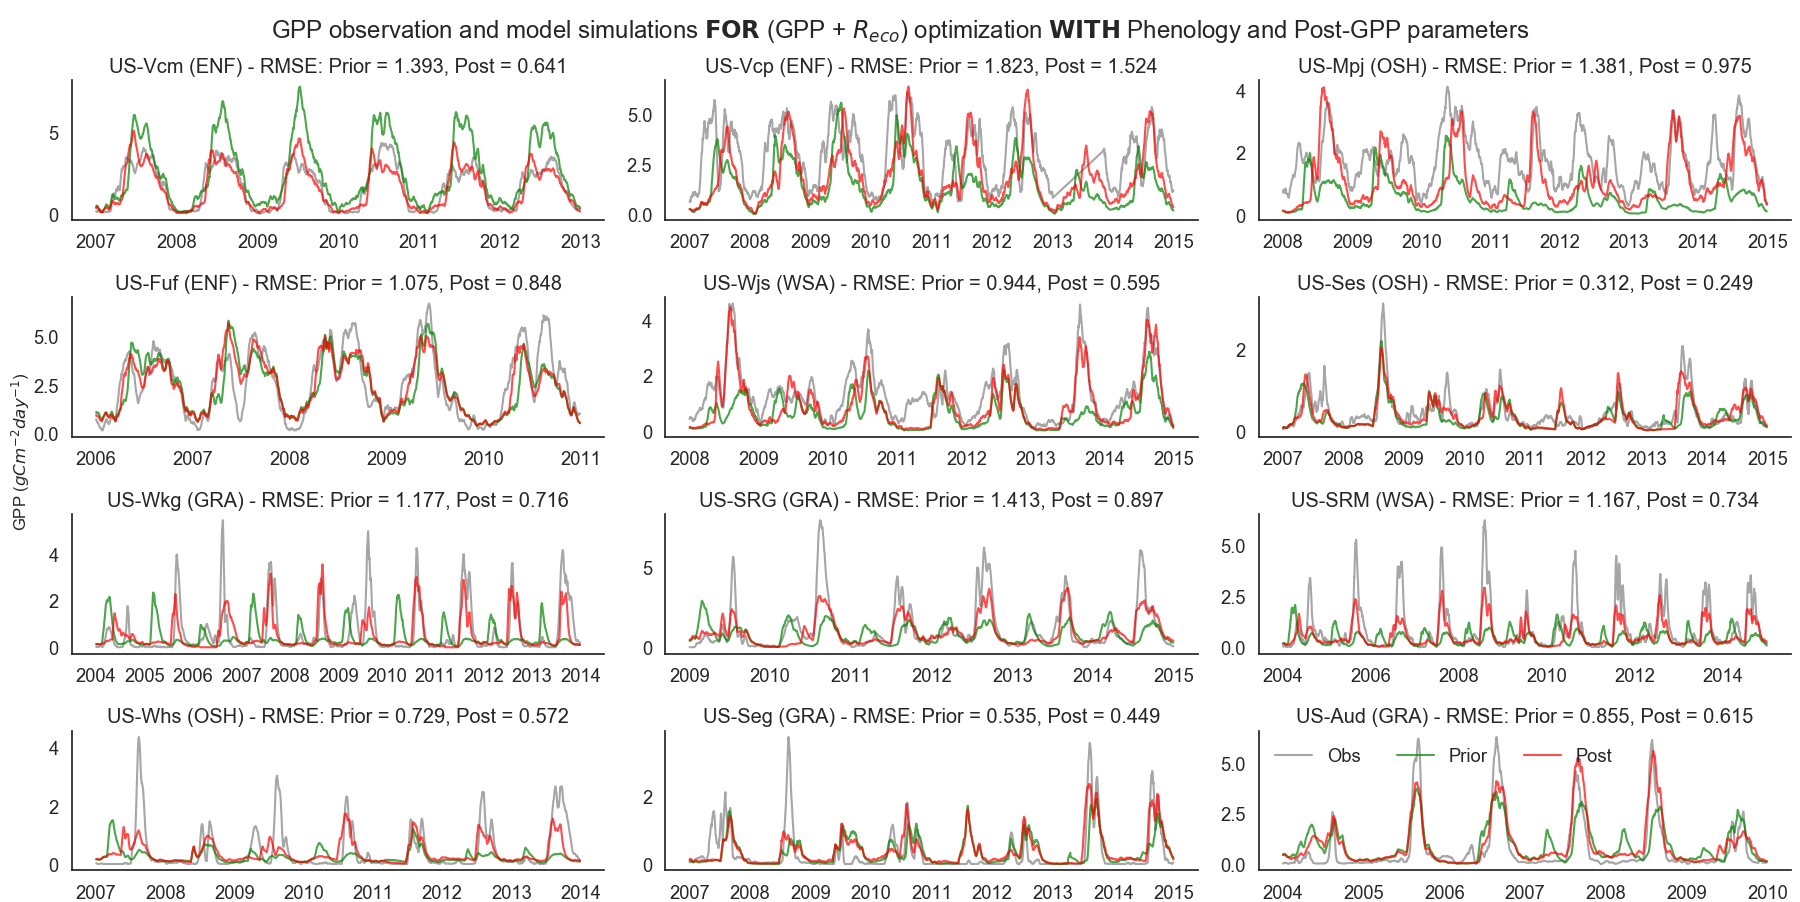 GPP observation and model simulations FOR (GPP + R_eco) optimization WITH Phenology and Post-GPP parameters
US-Vcm (ENF) - RMSE: Prior = 1.393, Post = 0.641
5
0
2007 2008 2009 2010 2011 2012 2013
US-Vcp (ENF) - RMSE: Prior = 1.823, Post = 1.524
5.0
2.5
0.0
2007 2008 2009 2010 2011 2012 2013 2014 2015
US-Mpj (OSH) - RMSE: Prior = 1.381, Post = 0.975
4
2
0
2008 2009 2010 2011 2012 2013 2014 2015
GPP (gCm⁻²day⁻¹)
US-Fuf (ENF) - RMSE: Prior = 1.075, Post = 0.848
5.0
2.5
0.0
2006 2007 2008 2009 2010 2011
US-Wjs (WSA) - RMSE: Prior = 0.944, Post = 0.595
4
2
0
2008 2009 2010 2011 2012 2013 2014 2015
US-Ses (OSH) - RMSE: Prior = 0.312, Post = 0.249
2
0
2007 2008 2009 2010 2011 2012 2013 2014 2015
US-Wkg (GRA) - RMSE: Prior = 1.177, Post = 0.716
4
2
0
2004 2005 2006 2007 2008 2009 2010 2011 2012 2013 2014
US-SRG (GRA) - RMSE: Prior = 1.413, Post = 0.897
5
0
2009 2010 2011 2012 2013 2014 2015
US-SRM (WSA) - RMSE: Prior = 1.167, Post = 0.734
5.0
2.5
0.0
2004 2006 2008 2010 2012 2014
US-Whs (OSH) - RMSE: Prior = 0.729, Post = 0.572
4
2
0
2007 2008 2009 2010 2011 2012 2013 2014
US-Seg (GRA) - RMSE: Prior = 0.535, Post = 0.449
2
0
2007 2008 2009 2010 2011 2012 2013 2014 2015
US-Aud (GRA) - RMSE: Prior = 0.855, Post = 0.615
Obs Prior Post
5.0
2.5
0.0
2004 2005 2006 2007 2008 2009 2010